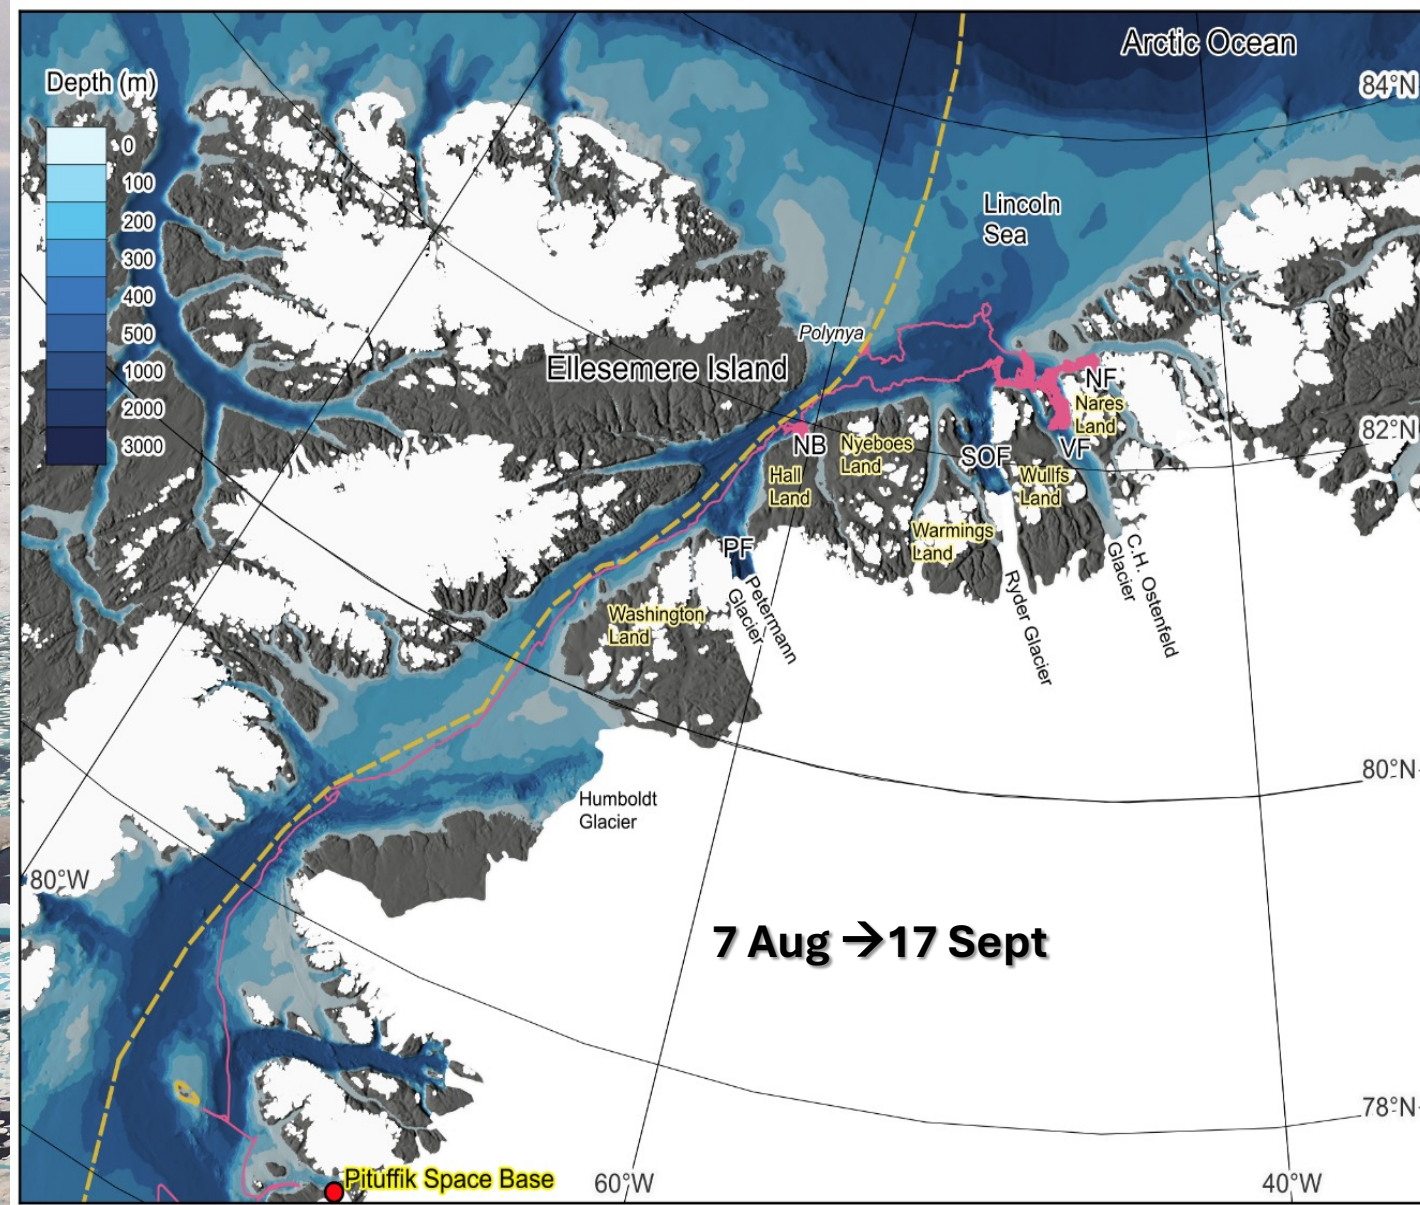 Arctic Ocean
84°N
Depth (m)
0
100
200
300
400
500
1000
2000
3000
Lincoln
Sea
Polynya
Ellesemere Island
NF
Nares
Land
82°N
NB
Nyeboes
Land
SOF
VF
Hall
Land
Wullfs
Land
Warmings
Land
PF
C.H. Ostenfeld
Glacier
Ryder Glacier
Petermann
Glacier
Washington
Land
80°N
Humboldt
Glacier
80°W
7 Aug →17 Sept
78°N
Pituffik Space Base
60°W
40°W